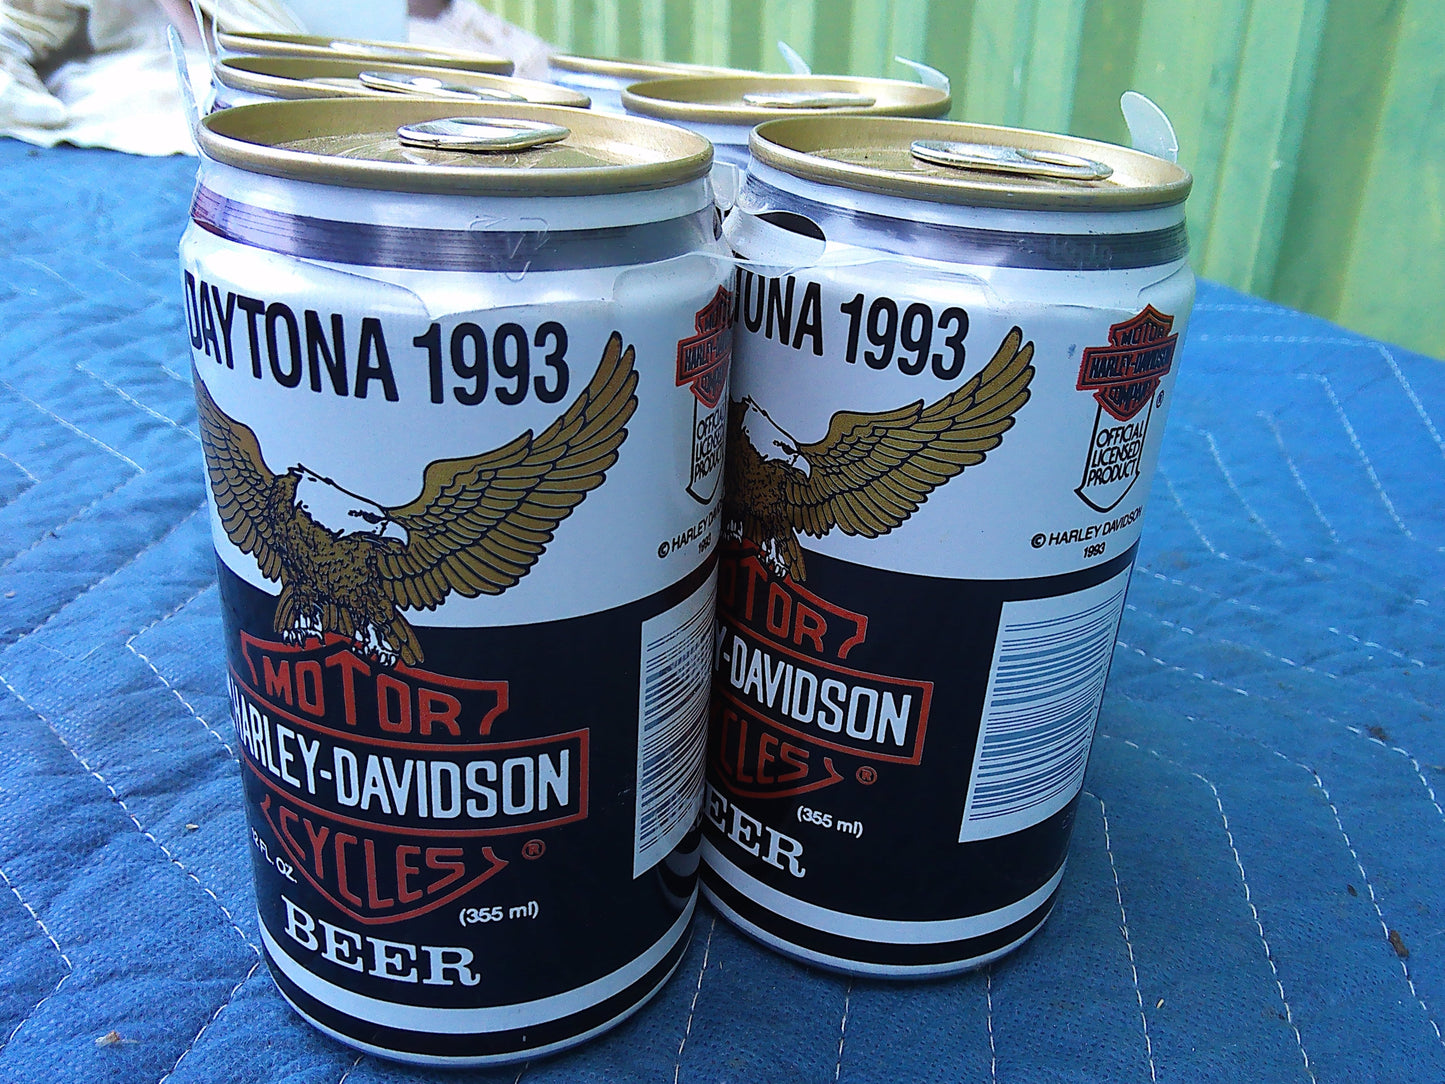 DAYTONA 1993
MOTOR
HARLEY-DAVIDSON
CYCLES ®
12 FL. OZ.
(355 ml)
BEER
MOTOR
HARLEY-DAVIDSON
COMPANY
OFFICIAL
LICENSED
PRODUCT
© HARLEY DAVIDSON
1993
TONA 1993
MOTOR
Y-DAVIDSON
CYCLES ®
(355 ml)
BEER
MOTOR
HARLEY-DAVIDSON
COMPANY
®
OFFICIAL
LICENSED
PRODUCT
© HARLEY DAVIDSON
1993